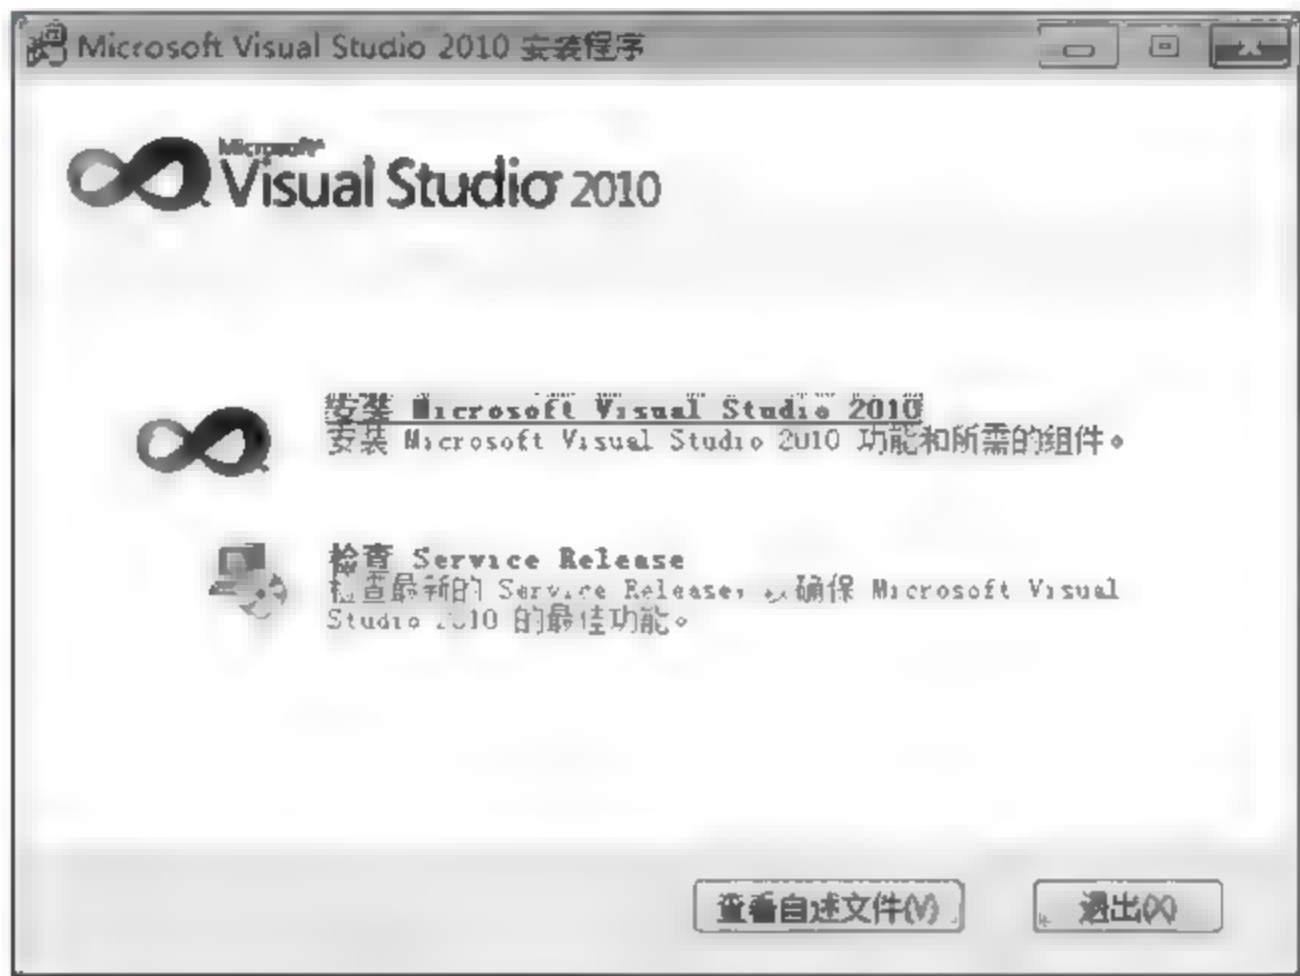 Microsoft Visual Studio 2010 安装程序
Microsoft
Visual Studio 2010
安装 Microsoft Visual Studio 2010
安装 Microsoft Visual Studio 2010 功能和所需的组件。
检查 Service Release
检查最新的 Service Release，以确保 Microsoft Visual
Studio 2010 的最佳功能。
查看自述文件(V)
退出(X)